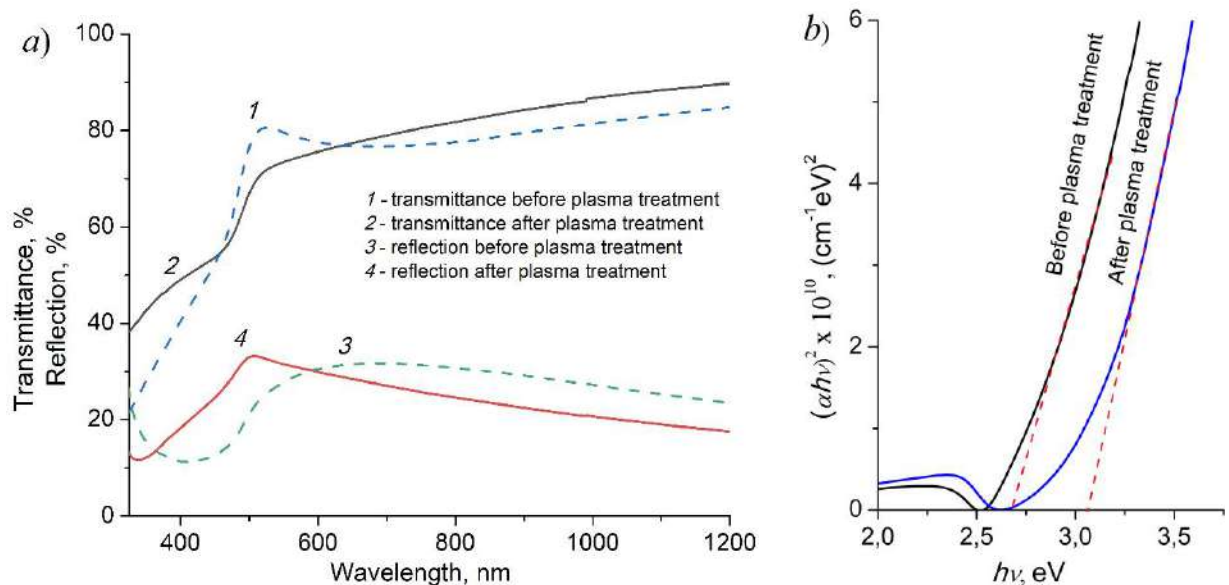 a)
100
80
60
40
20
0
Transmittance, %
Reflection, %
1
2
3
4
1 - transmittance before plasma treatment
2 - transmittance after plasma treatment
3 - reflection before plasma treatment
4 - reflection after plasma treatment
400
600
800
1000
1200
Wavelength, nm
b)
6
4
2
0
(αhν)² x 10¹⁰, (cm⁻¹eV)²
Before plasma treatment
After plasma treatment
2,0
2,5
3,0
3,5
hν, eV